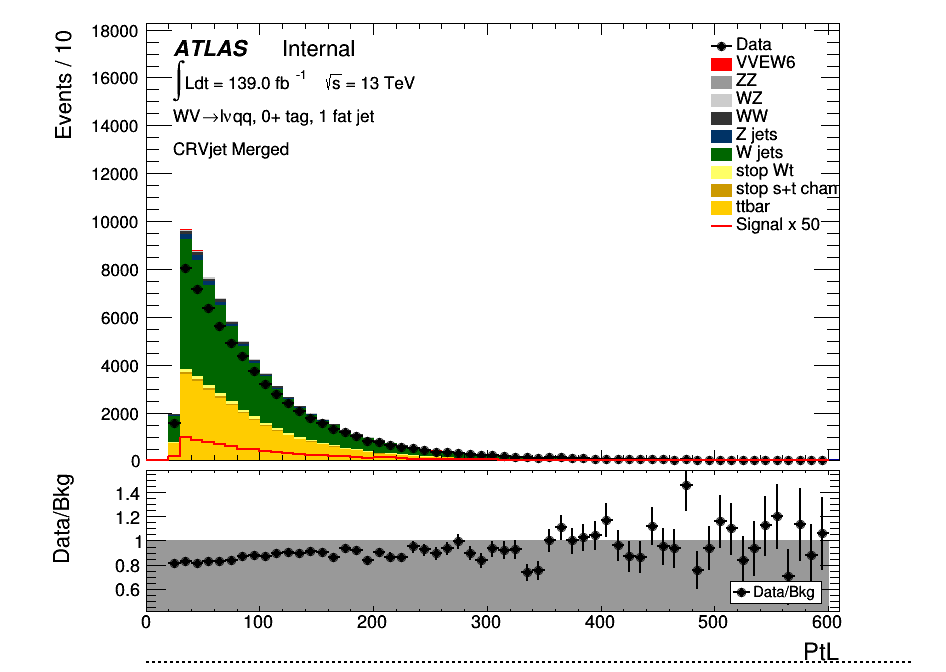 Events / 10
18000
16000
14000
12000
10000
8000
6000
4000
2000
0
ATLAS Internal
∫Ldt = 139.0 fb⁻¹ √s = 13 TeV
WV→lνqq, 0+ tag, 1 fat jet
CRVjet Merged
Data
VVEW6
ZZ
WZ
WW
Z jets
W jets
stop Wt
stop s+t chan
ttbar
Signal x 50
Data/Bkg
1.4
1.2
1
0.8
0.6
Data/Bkg
0 100 200 300 400 500 600
PtL